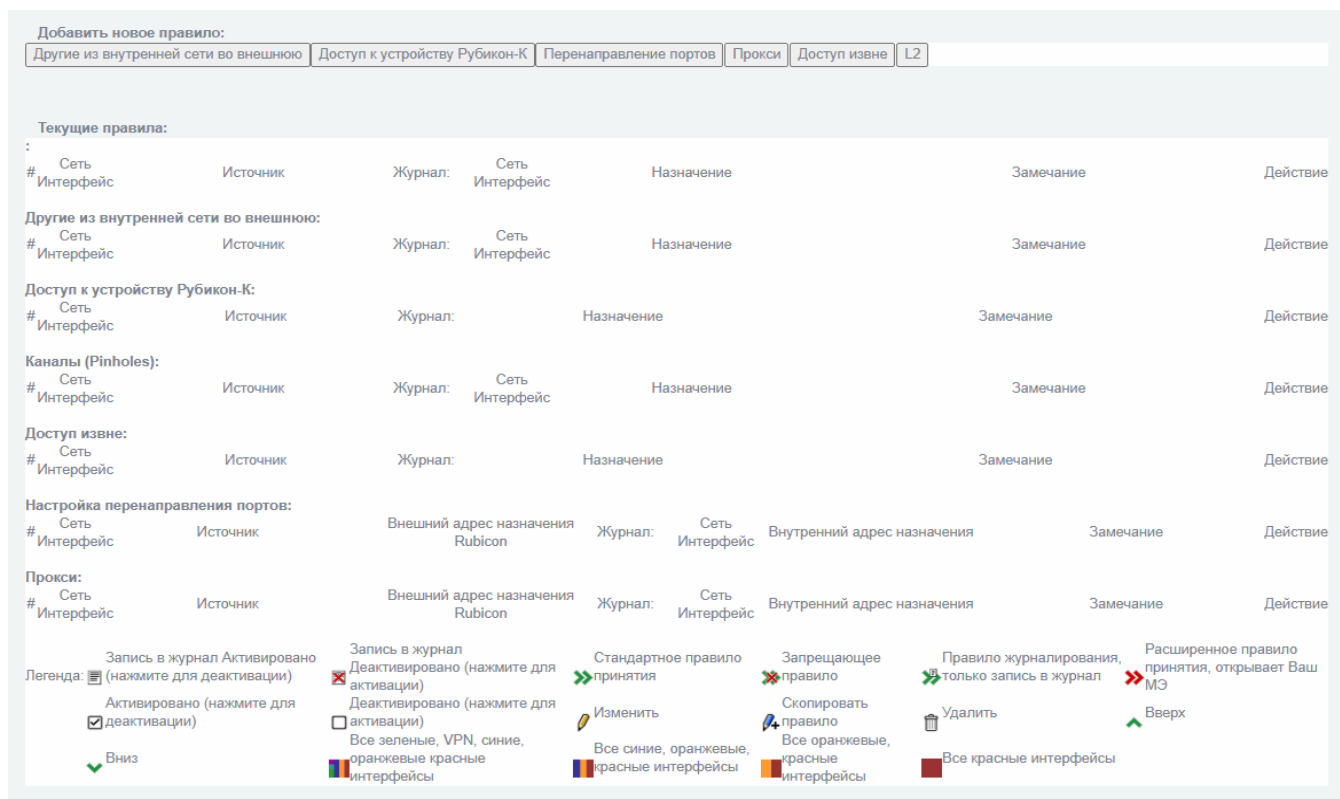 Добавить новое правило:
Другие из внутренней сети во внешнюю Доступ к устройству Рубикон-К Перенаправление портов Прокси Доступ извне L2
Текущие правила:
:
# Сеть Интерфейс Источник Журнал: Сеть Интерфейс Назначение Замечание Действие
Другие из внутренней сети во внешнюю:
# Сеть Интерфейс Источник Журнал: Сеть Интерфейс Назначение Замечание Действие
Доступ к устройству Рубикон-К:
# Сеть Интерфейс Источник Журнал: Назначение Замечание Действие
Каналы (Pinholes):
# Сеть Интерфейс Источник Журнал: Сеть Интерфейс Назначение Замечание Действие
Доступ извне:
# Сеть Интерфейс Источник Журнал: Назначение Замечание Действие
Настройка перенаправления портов:
# Сеть Интерфейс Источник Внешний адрес назначения Rubicon Журнал: Сеть Интерфейс Внутренний адрес назначения Замечание Действие
Прокси:
# Сеть Интерфейс Источник Внешний адрес назначения Rubicon Журнал: Сеть Интерфейс Внутренний адрес назначения Замечание Действие
Легенда:
Запись в журнал Активировано
(нажмите для деактивации)
Запись в журнал
Деактивировано (нажмите для
активации)
Стандартное правило
принятия
Запрещающее
правило
Правило журналирования,
только запись в журнал
Расширенное правило
принятия, открывает Ваш
МЭ
Активировано (нажмите для
деактивации)
Деактивировано (нажмите для
активации)
Изменить
Скопировать
правило
Удалить
Вверх
Вниз
Все зеленые, VPN, синие,
оранжевые красные
интерфейсы
Все синие, оранжевые,
красные интерфейсы
Все оранжевые,
красные
интерфейсы
Все красные интерфейсы